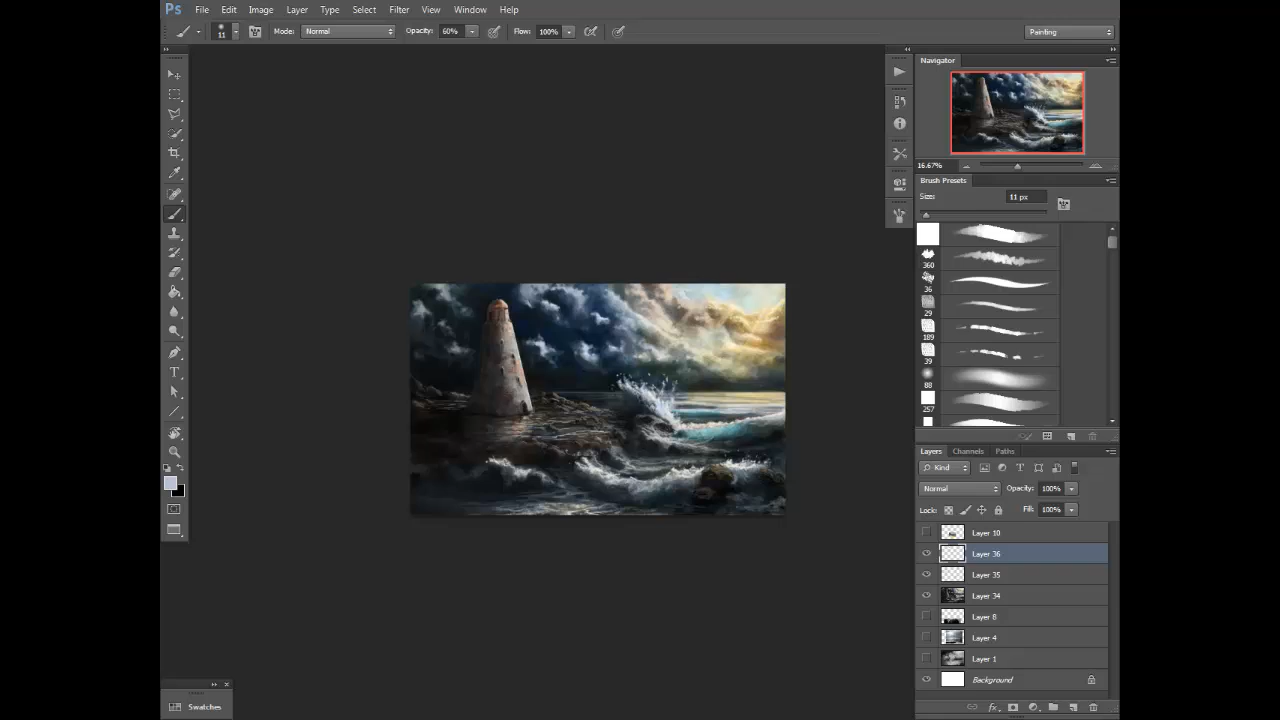 Ps File Edit Image Layer Type Select Filter View Window Help
11 Mode: Normal Opacity: 60% Flow: 100% Painting
Navigator
16.67%
Brush Presets
Size: 11 px
360
36
29
189
39
88
257
Layers Channels Paths
Kind T
Normal Opacity: 100%
Lock: Fill: 100%
Layer 10
Layer 36
Layer 35
Layer 34
Layer 8
Layer 4
Layer 1
Background
fx
Swatches